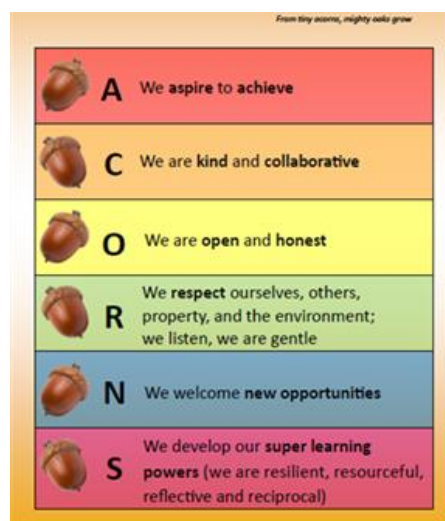 From tiny acorns, mighty oaks grow
A We aspire to achieve
C We are kind and collaborative
O We are open and honest
R We respect ourselves, others,
property, and the environment;
we listen, we are gentle
N We welcome new opportunities
S We develop our super learning
powers (we are resilient, resourceful,
reflective and reciprocal)